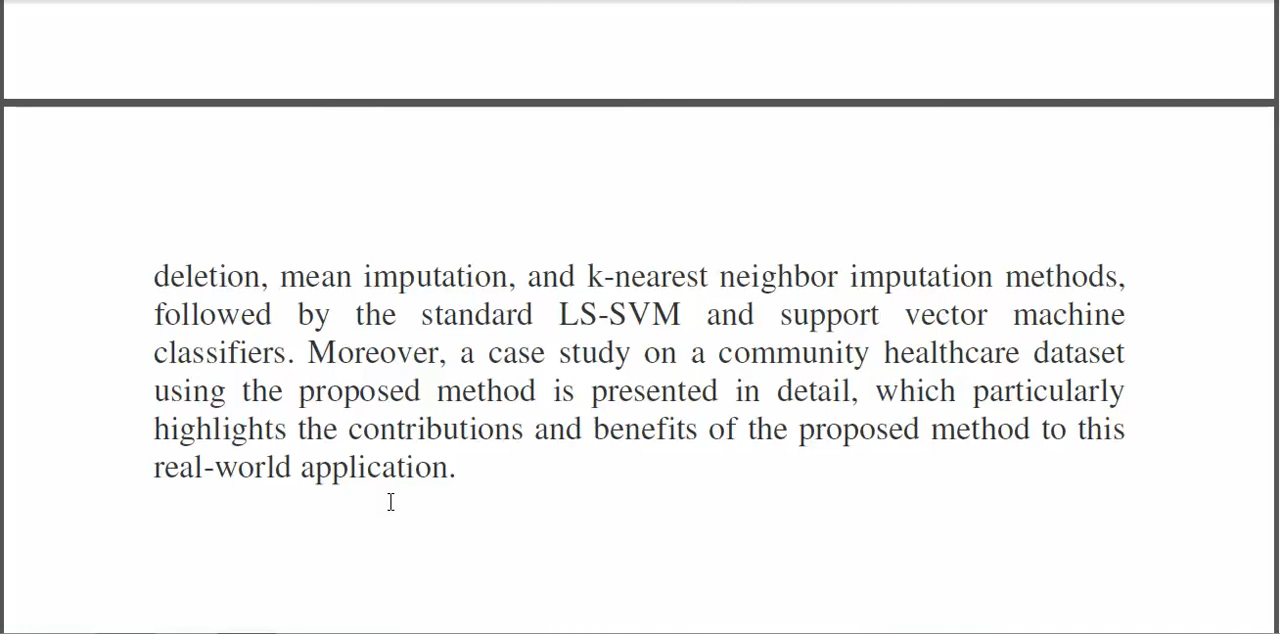 deletion, mean imputation, and k-nearest neighbor imputation methods,
followed by the standard LS-SVM and support vector machine
classifiers. Moreover, a case study on a community healthcare dataset
using the proposed method is presented in detail, which particularly
highlights the contributions and benefits of the proposed method to this
real-world application.